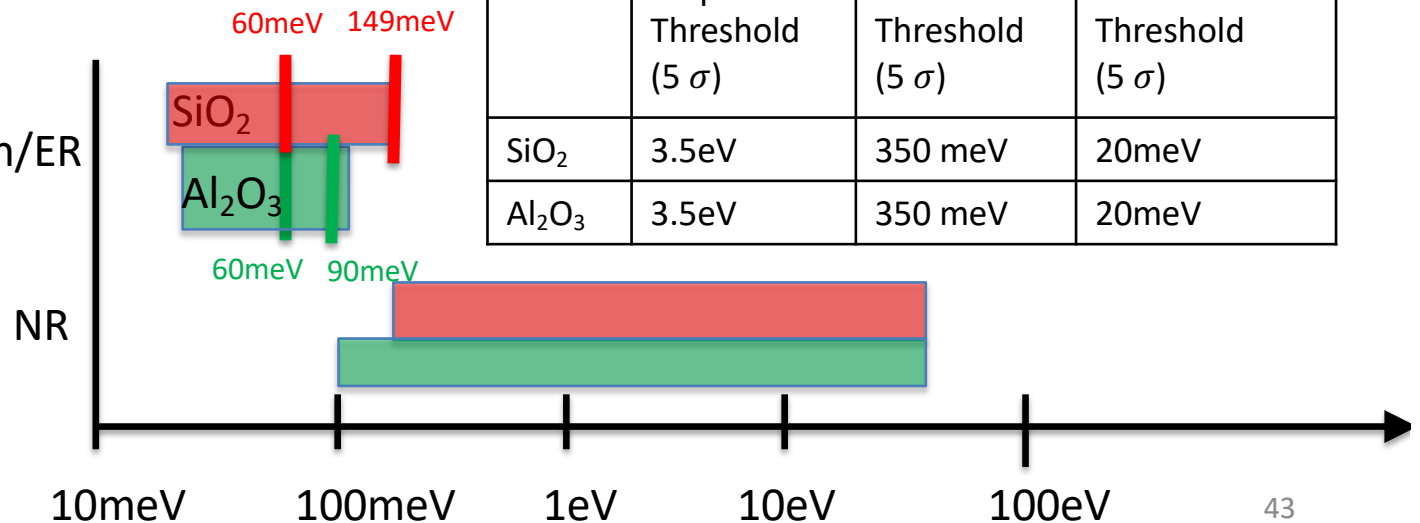 60meV 149meV
Threshold (5 𝜎) Threshold (5 𝜎) Threshold (5 𝜎)
SiO₂
n/ER
Al₂O₃
SiO₂ 3.5eV 350 meV 20meV
Al₂O₃ 3.5eV 350 meV 20meV
60meV 90meV
NR
10meV 100meV 1eV 10eV 100eV
43